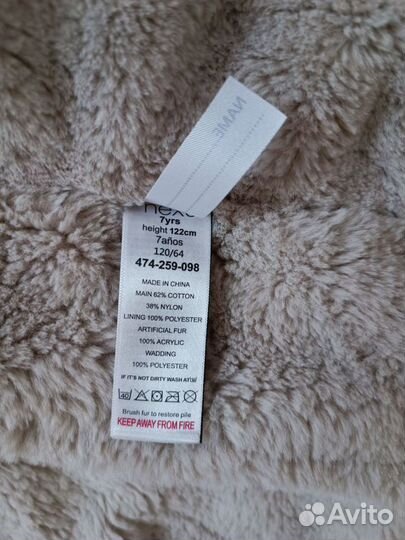 NAME
next
7yrs
height 122cm
7años
120/64
474-259-098
MADE IN CHINA
MAIN 62% COTTON
38% NYLON
LINING 100% POLYESTER
ARTIFICIAL FUR
100% ACRYLIC
WADDING
100% POLYESTER
IF IT'S NOT DIRTY WASH AT
40
Brush fur to restore pile
KEEP AWAY FROM FIRE
Avito